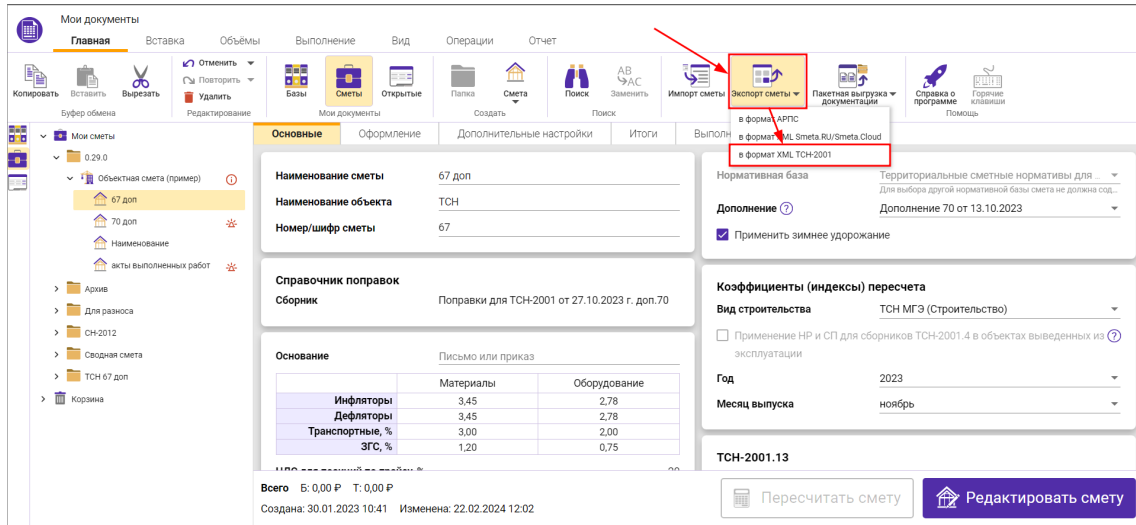 Мои документы
Главная Вставка Объёмы Выполнение Вид Операции Отчет
Копировать Вставить Вырезать Отменить Повторить Удалить Базы Сметы Открытые Папка Смета Поиск АВ АС Заменить Импорт сметы Экспорт сметы Пакетная выгрузка документации Справка о программе Горячие клавиши
Буфер обмена Редактирование Мои документы Создать Поиск Помощь
в формат АРПС
в формат XML Smeta.RU/Smeta.Cloud
в формат XML ТСН-2001
Мои сметы
0.29.0
Объектная смета (пример)
67 доп
70 доп
Наименование
акты выполненных работ
Архив
Для разноса
СН-2012
Сводная смета
ТСН 67 доп
Корзина
Основные Оформление Дополнительные настройки Итоги
Наименование сметы 67 доп
Наименование объекта ТСН
Номер/шифр сметы 67
Справочник поправок
Сборник Поправки для ТСН-2001 от 27.10.2023 г. доп.70
Основание Письмо или приказ
Материалы Оборудование
Инфляторы 3,45 2,78
Дефляторы 3,45 2,78
Транспортные, % 3,00 2,00
ЗГС, % 1,20 0,75
Нормативная база Территориальные сметные нормативы для ...
Для выбора другой нормативной базы смета не должна сод...
Дополнение ? Дополнение 70 от 13.10.2023
Применить зимнее удорожание
Коэффициенты (индексы) пересчета
Вид строительства ТСН МГЭ (Строительство)
Применение НР и СП для сборников ТСН-2001.4 в объектах выведенных из ?
эксплуатации
Год 2023
Месяц выпуска ноябрь
ТСН-2001.13
Всего Б: 0,00 ₽ Т: 0,00 ₽
Создана: 30.01.2023 10:41 Изменена: 22.02.2024 12:02
Пересчитать смету Редактировать смету